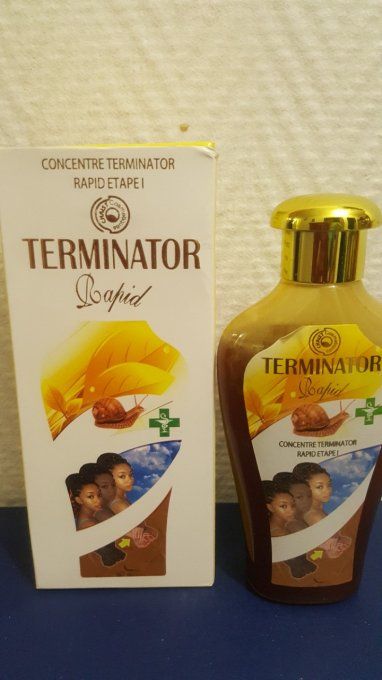 CONCENTRE TERMINATOR
RAPID ETAPE I
TERMINATOR
Rapid
TERMINATOR
Rapid
CONCENTRE TERMINATOR
RAPID ETAPE I